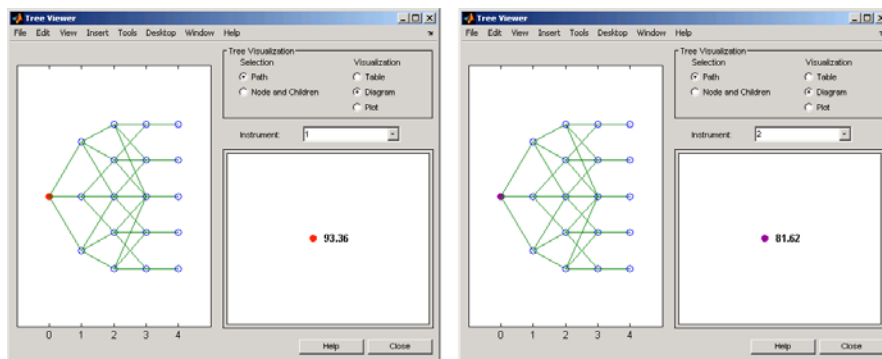 Tree Viewer
File Edit View Insert Tools Desktop Window Help
Tree Visualization
Selection Visualization
Path Table
Node and Children Diagram
Plot
Instrument: 1
93.36
0 1 2 3 4
Help Close
Tree Viewer
File Edit View Insert Tools Desktop Window Help
Tree Visualization
Selection Visualization
Path Table
Node and Children Diagram
Plot
Instrument: 2
81.62
0 1 2 3 4
Help Close